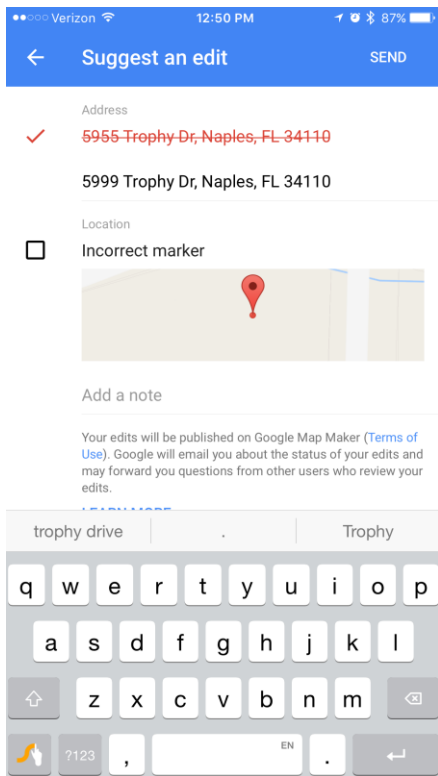 Verizon 12:50 PM 87%
Suggest an edit SEND
Address
5955 Trophy Dr, Naples, FL 34110
5999 Trophy Dr, Naples, FL 34110
Location
Incorrect marker
Add a note
Your edits will be published on Google Map Maker (Terms of
Use). Google will email you about the status of your edits and
may forward you questions from other users who review your
edits.
LEARN MORE
trophy drive . Trophy
q w e r t y u i o p
a s d f g h j k l
z x c v b n m
?123 , EN .